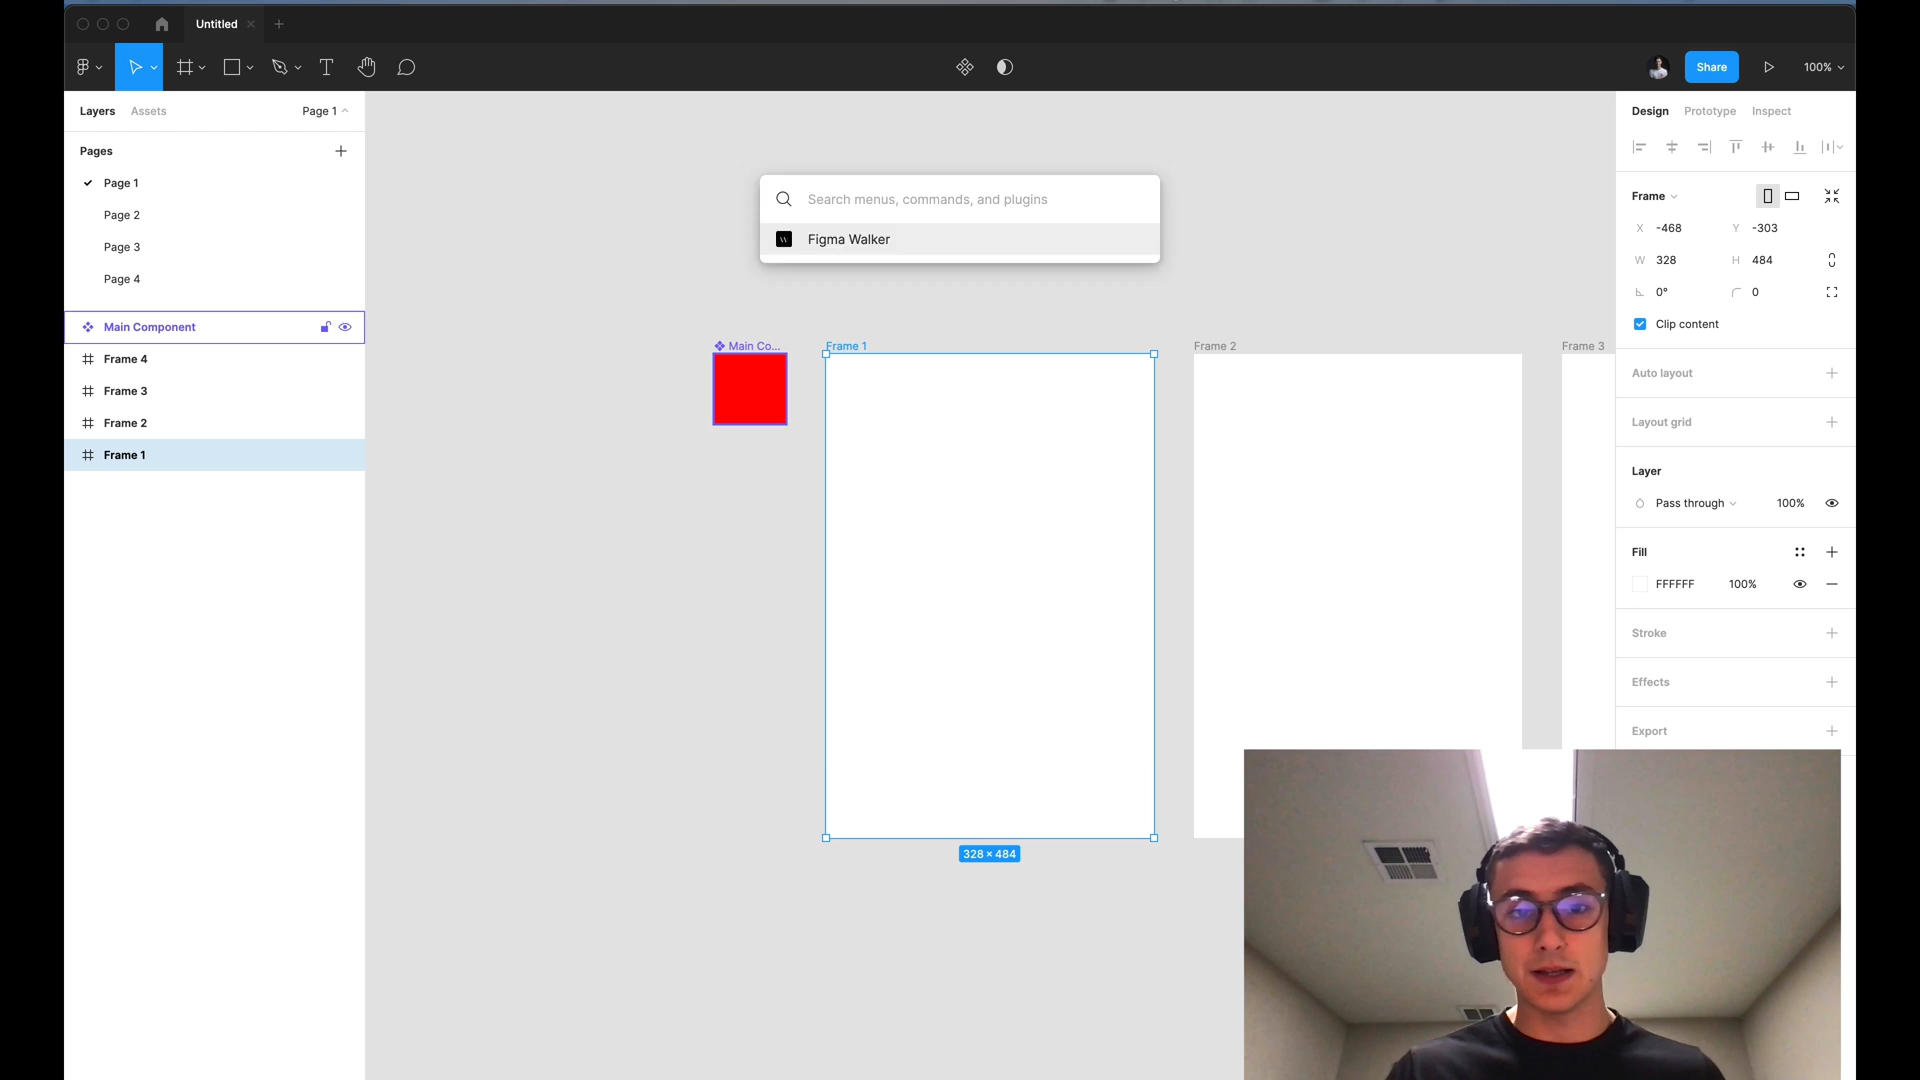 Untitled
Share
100%
Layers
Assets
Page 1
Pages
Page 1
Page 2
Page 3
Page 4
Main Component
Frame 4
Frame 3
Frame 2
Frame 1
Search menus, commands, and plugins
Figma Walker
Main Co...
Frame 1
Frame 2
Frame 3
328 × 484
Design
Prototype
Inspect
Frame
X -468
Y -303
W 328
H 484
0°
0
Clip content
Auto layout
Layout grid
Layer
Pass through
100%
Fill
FFFFFF
100%
Stroke
Effects
Export